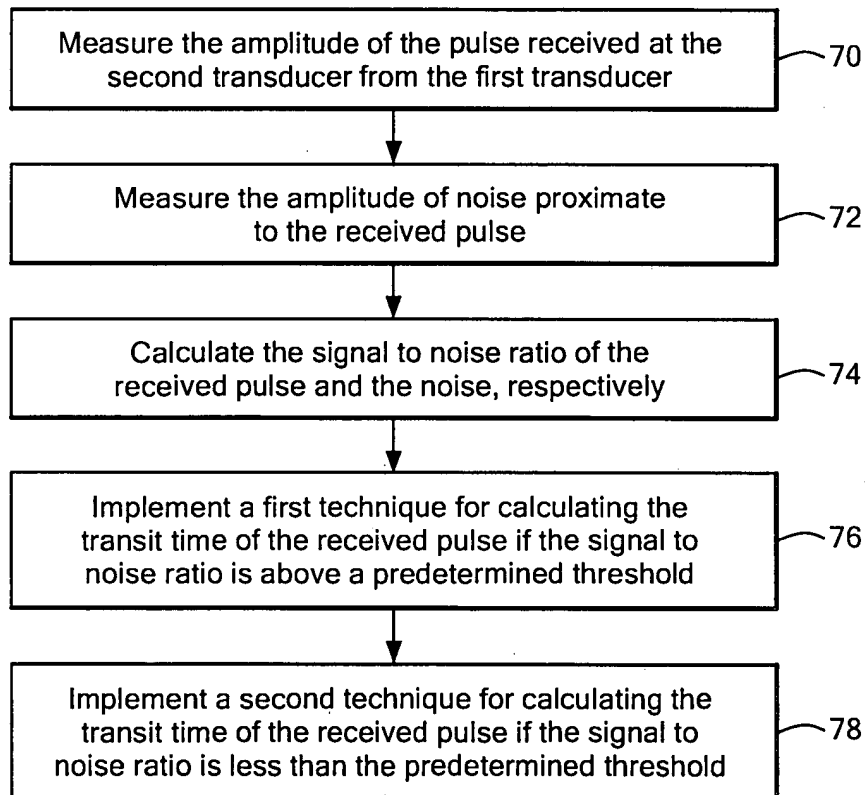 Measure the amplitude of the pulse received at the
second transducer from the first transducer
70
Measure the amplitude of noise proximate
to the received pulse
72
Calculate the signal to noise ratio of the
received pulse and the noise, respectively
74
Implement a first technique for calculating the
transit time of the received pulse if the signal to
noise ratio is above a predetermined threshold
76
Implement a second technique for calculating the
transit time of the received pulse if the signal to
noise ratio is less than the predetermined threshold
78